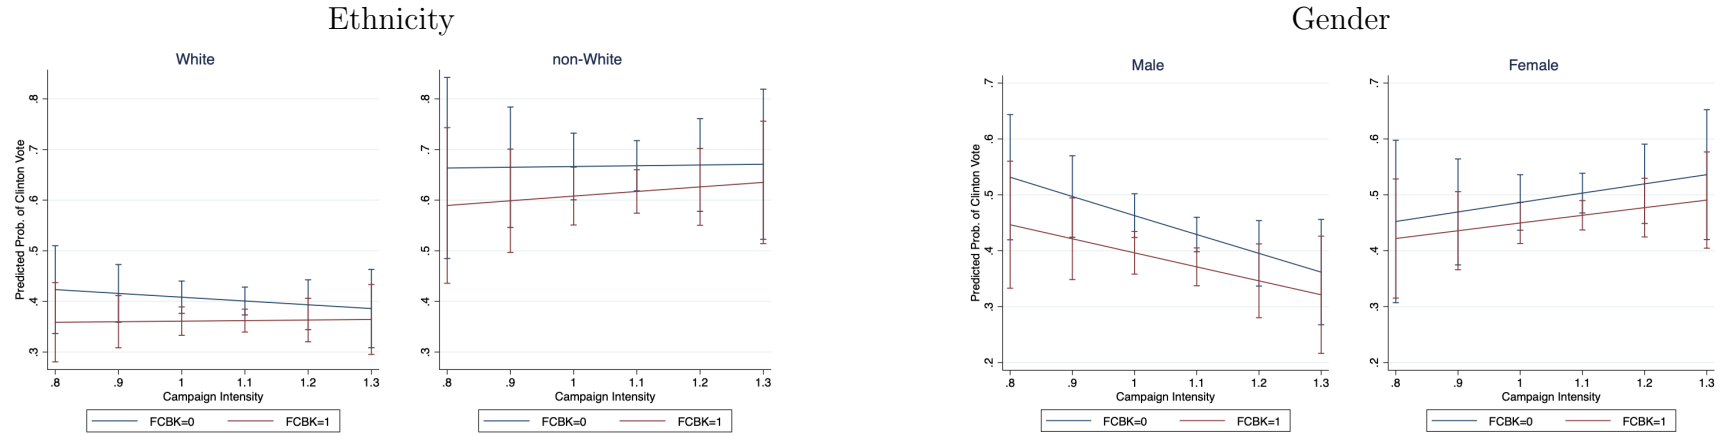 Ethnicity
Gender
White
non-White
Predicted Prob. of Clinton Vote
.8
.7
.6
.5
.4
.3
.8
.9
1
1.1
1.2
1.3
Campaign Intensity
FCBK=0
FCBK=1
.8
.7
.6
.5
.4
.3
.8
.9
1
1.1
1.2
1.3
Campaign Intensity
FCBK=0
FCBK=1
Male
Female
Predicted Prob. of Clinton Vote
.7
.6
.5
.4
.3
.2
.8
.9
1
1.1
1.2
1.3
Campaign Intensity
FCBK=0
FCBK=1
.7
.6
.5
.4
.3
.2
.8
.9
1
1.1
1.2
1.3
Campaign Intensity
FCBK=0
FCBK=1